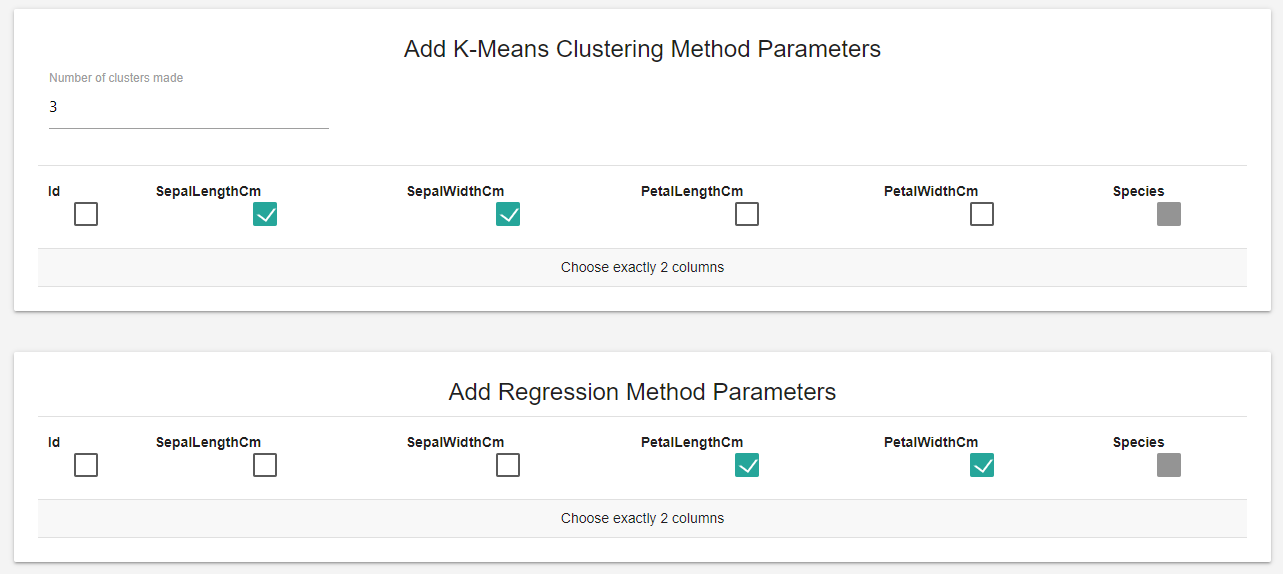 Add K-Means Clustering Method Parameters
Number of clusters made
3
Id SepalLengthCm SepalWidthCm PetalLengthCm PetalWidthCm Species
Choose exactly 2 columns
Add Regression Method Parameters
Id SepalLengthCm SepalWidthCm PetalLengthCm PetalWidthCm Species
Choose exactly 2 columns